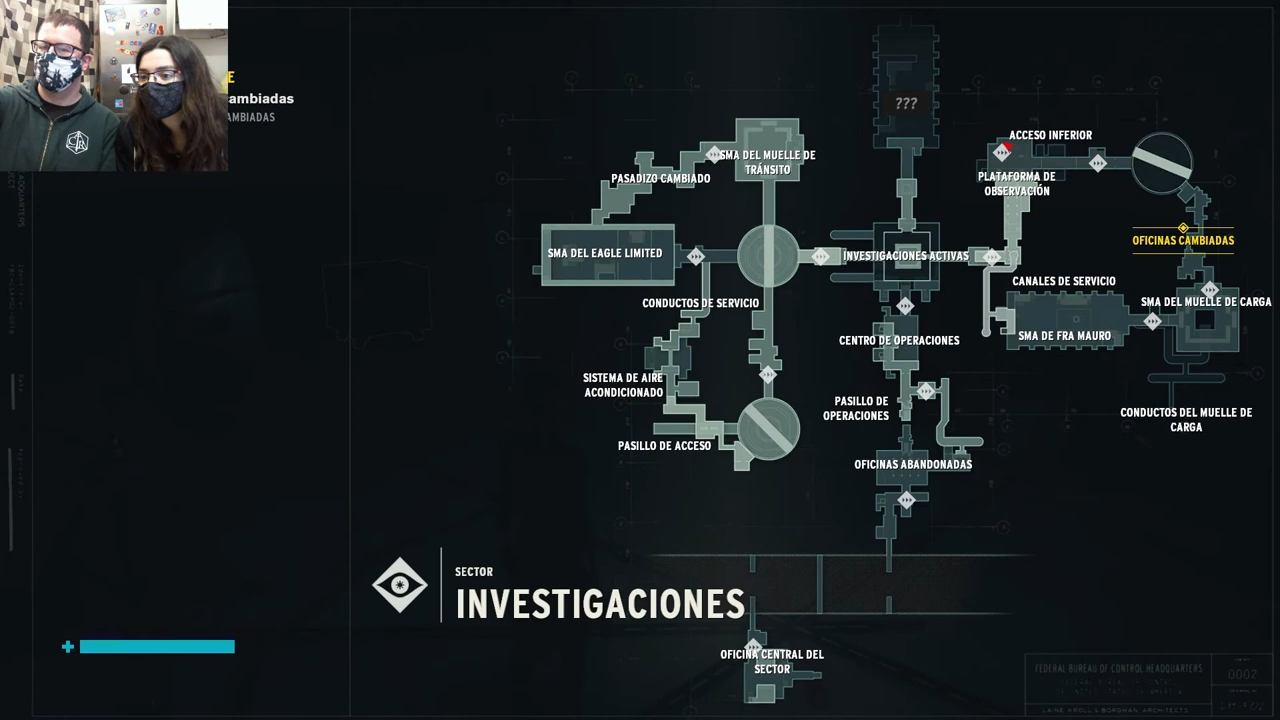 E
cambiadas
AMBIADAS
???
ACCESO INFERIOR
SMA DEL MUELLE DE
TRÁNSITO
PASADIZO CAMBIADO
PLATAFORMA DE
OBSERVACIÓN
OFICINAS CAMBIADAS
SMA DEL EAGLE LIMITED
INVESTIGACIONES ACTIVAS
CANALES DE SERVICIO
CONDUCTOS DE SERVICIO
SMA DEL MUELLE DE CARGA
SMA DE FRA MAURO
CENTRO DE OPERACIONES
SISTEMA DE AIRE
ACONDICIONADO
PASILLO DE
OPERACIONES
CONDUCTOS DEL MUELLE DE
CARGA
PASILLO DE ACCESO
OFICINAS ABANDONADAS
SECTOR
INVESTIGACIONES
OFICINA CENTRAL DEL
SECTOR
FEDERAL BUREAU OF CONTROL HEADQUARTERS
0002